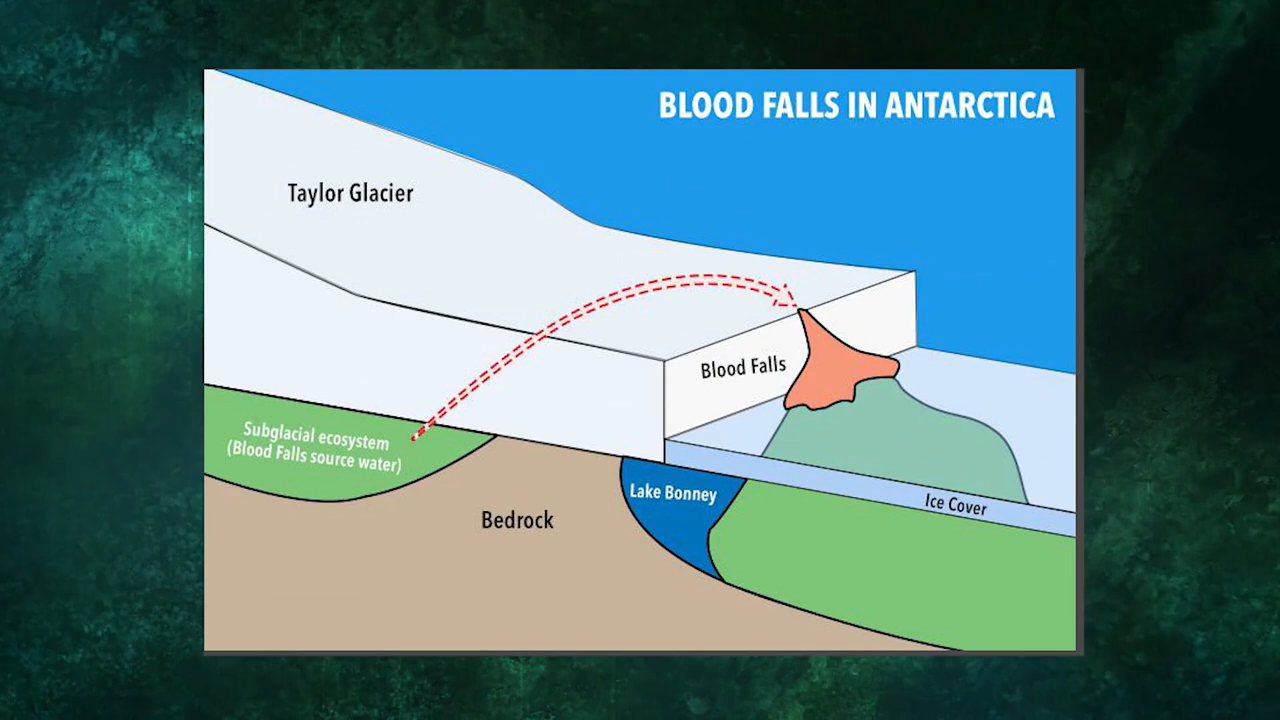 BLOOD FALLS IN ANTARCTICA
Taylor Glacier
Blood Falls
Subglacial ecosystem
(Blood Falls source water)
Lake Bonney
Ice Cover
Bedrock